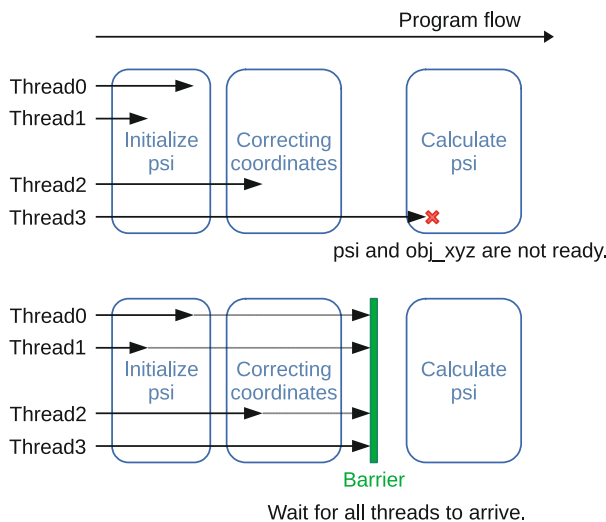 Program flow
Thread0
Thread1
Initialize
psi
Correcting
coordinates
Calculate
psi
Thread2
Thread3
psi and obj_xyz are not ready.
Thread0
Thread1
Initialize
psi
Correcting
coordinates
Calculate
psi
Thread2
Thread3
Barrier
Wait for all threads to arrive.